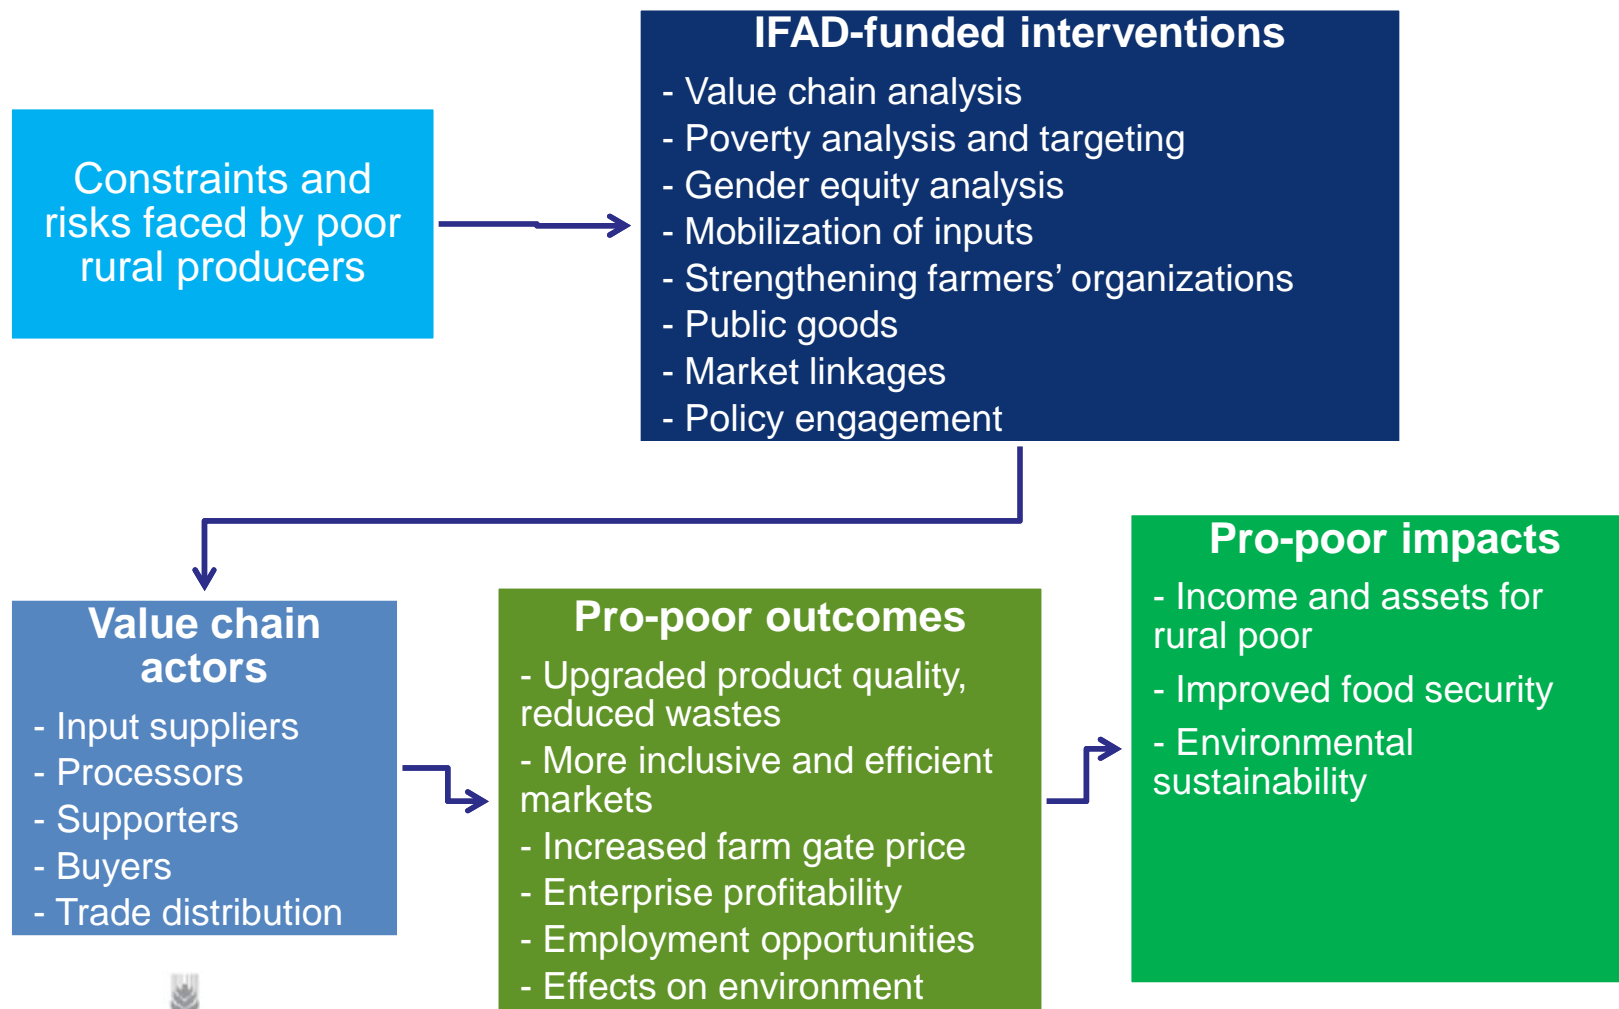 IFAD-funded interventions
- Value chain analysis
- Poverty analysis and targeting
- Gender equity analysis
- Mobilization of inputs
- Strengthening farmers’ organizations
- Public goods
- Market linkages
- Policy engagement
Constraints and
risks faced by poor
rural producers
Value chain
actors
- Input suppliers
- Processors
- Supporters
- Buyers
- Trade distribution
Pro-poor outcomes
- Upgraded product quality,
reduced wastes
- More inclusive and efficient
markets
- Increased farm gate price
- Enterprise profitability
- Employment opportunities
- Effects on environment
Pro-poor impacts
- Income and assets for
rural poor
- Improved food security
- Environmental
sustainability